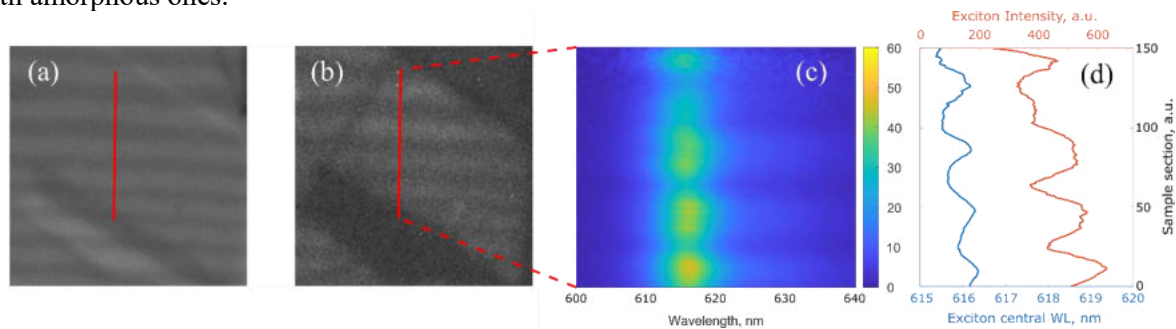 th amorphous ones.
(a)
(b)
(c)
600 610 620 630 640
Wavelength, nm
60
50
40
30
20
10
0
Exciton Intensity, a.u.
0 200 400 600
(d)
150
100
50
0
Sample section, a.u.
615 616 617 618 619 620
Exciton central WL, nm